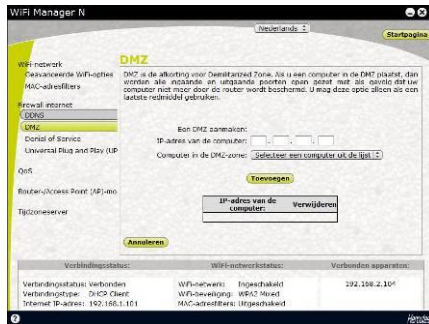 WiFi Manager N
Nederlands
Startpagina
WiFi-netwerk
Geavanceerde WiFi-opties
MAC-adresfilters
Firewall internet
DDNS
DMZ
Denial of Service
Universal Plug and Play (UP
QoS
Router-/Access Point (AP)-mo
Tijdzoneserver
DMZ
DMZ is de afkorting voor Demilitarized Zone. Als u een computer in de DMZ plaatst, dan
worden alle ingaande en uitgaande poorten open gezet met als gevolg dat uw
computer niet meer door de router wordt beschermd. U mag deze optie alleen als een
laatste redmiddel gebruiken.
Een DMZ aanmaken:
IP-adres van de computer:
Computer in de DMZ-zone: Selecteer een computer uit de lijst
Toevoegen
IP-adres van de computer: Verwijderen
Annuleren
Verbindingsstatus: WiFi-netwerkstatus: Verbonden apparaten:
Verbindingsstatus: Verbonden WiFi-netwerk: Ingeschakeld 192.168.2.104
Verbindingstype: DHCP Client WiFi-beveiliging: WPA2 Mixed
Internet IP-adres: 192.168.1.101 MAC-adresfilters: Uitgeschakeld
Hamlet